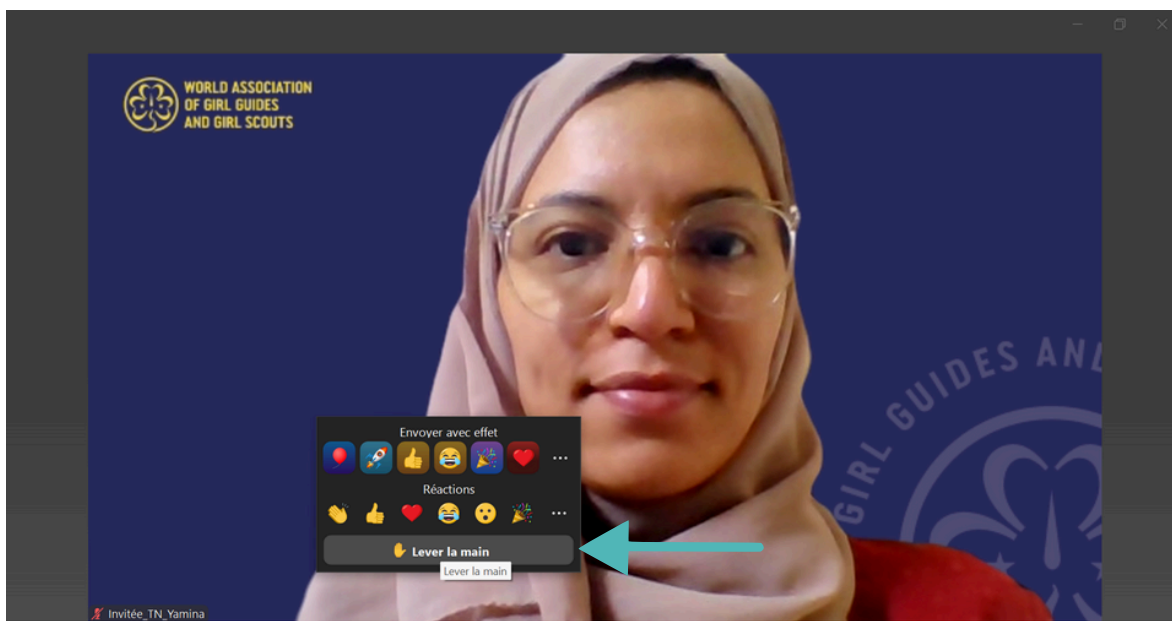 WORLD ASSOCIATION
OF GIRL GUIDES
AND GIRL SCOUTS
GIRL GUIDES AND
Envoyer avec effet
Réactions
Lever la main
Lever la main
Invitée_TN_Yamina